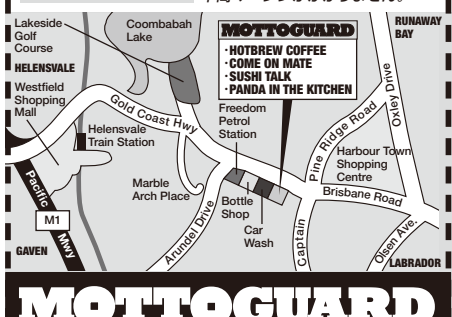 Lakeside
Golf
Course
HELENSVALE
Westfield
Shopping
Mall
Coombabah
Lake
MOTTOGUARD
・HOTBREW COFFEE
・COME ON MATE
・SUSHI TALK
・PANDA IN THE KITCHEN
RUNAWAY
BAY
Oxley Drive
Pine Ridge Road
Gold Coast Hwy
Freedom
Petrol
Station
Helensvale
Train Station
Harbour Town
Shopping
Centre
Marble
Arch Place
Brisbane Road
Bottle
Shop
Car
Wash
Pacific
Mwy
M1
Arundel Drive
Captain
Olsen Ave.
GAVEN
LABRADOR
MOTTOGUARD